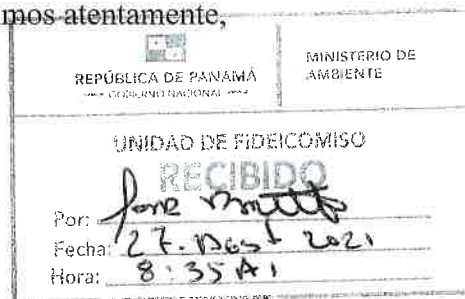 mos atentamente,
REPÚBLICA DE PANAMÁ
GOBIERNO NACIONAL
MINISTERIO DE
AMBIENTE
UNIDAD DE FIDEICOMISO
RECIBIDO
Por:
Fecha: 27. 2021
Hora: 8:35 A